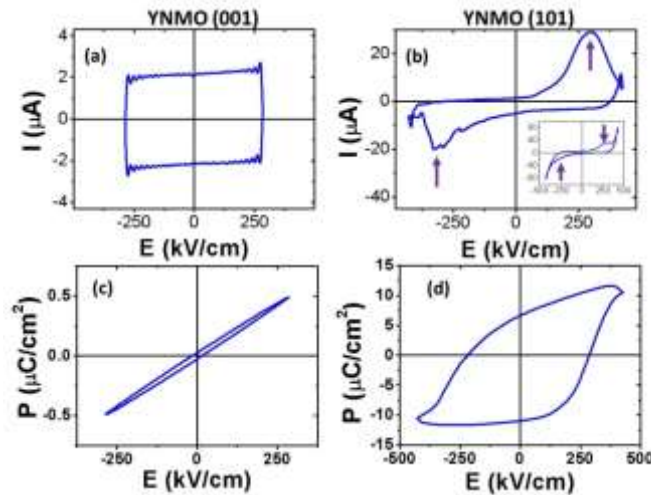 YNMO (001)
YNMO (101)
(a)
I (μA)
4
2
0
-2
-4
-250
0
250
E (kV/cm)
(b)
I (μA)
20
0
-20
-40
-250
0
250
500
E (kV/cm)
(c)
P (μC/cm²)
0.5
0.0
-0.5
-250
0
250
E (kV/cm)
(d)
P (μC/cm²)
15
10
5
0
-5
-10
-15
-500
-250
0
250
500
E (kV/cm)